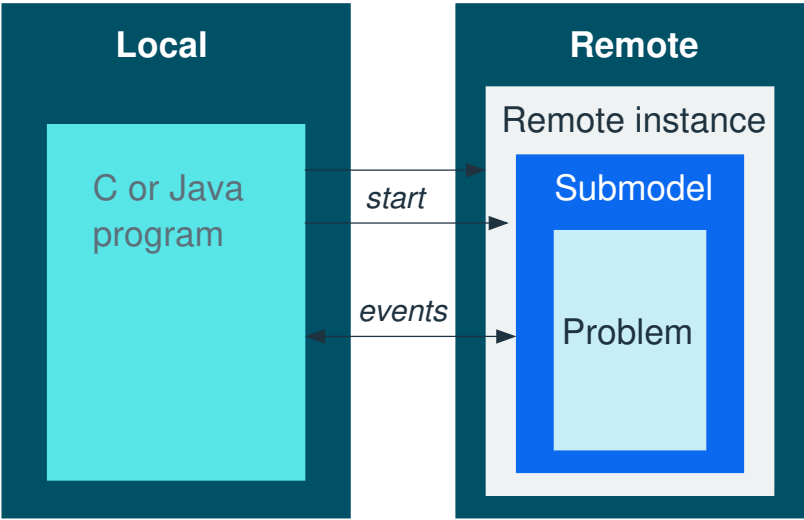 Local
C or Java
program
start
events
Remote
Remote instance
Submodel
Problem